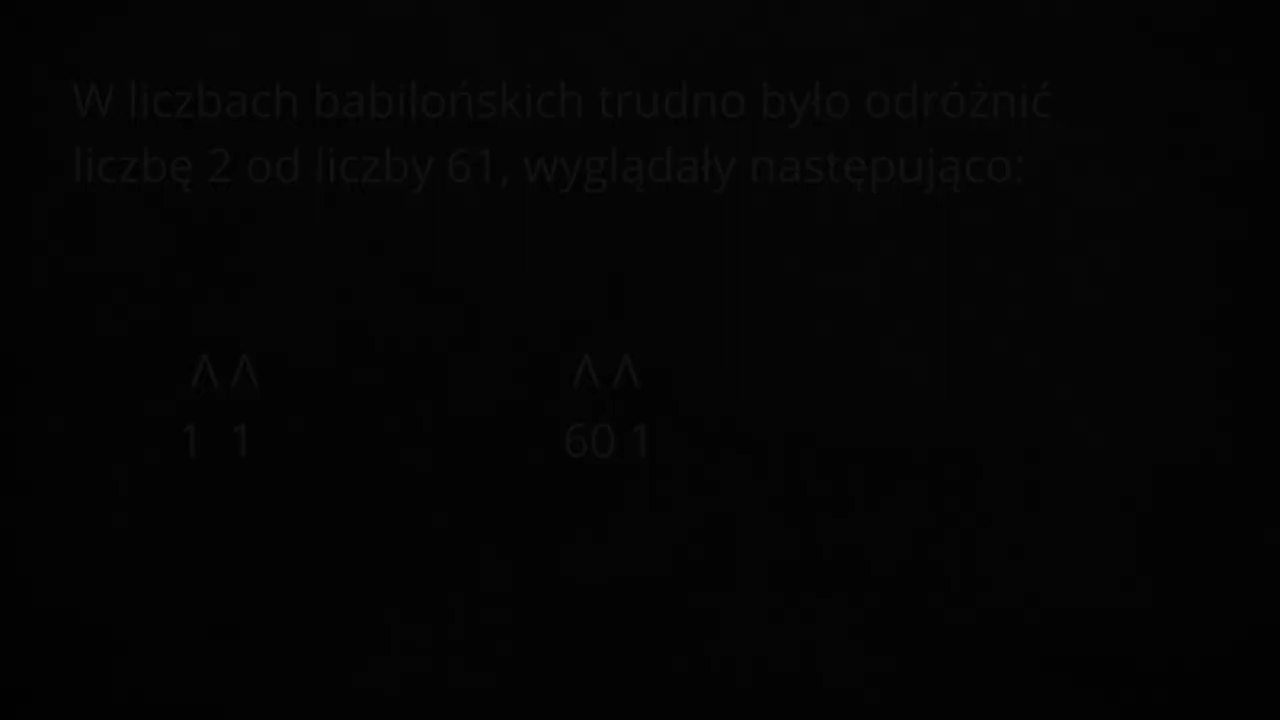 W liczbach babilońskich trudno było odróżnić
liczbę 2 od liczby 61, wyglądały następująco:
^ ^ ^ ^
1 1 60 1